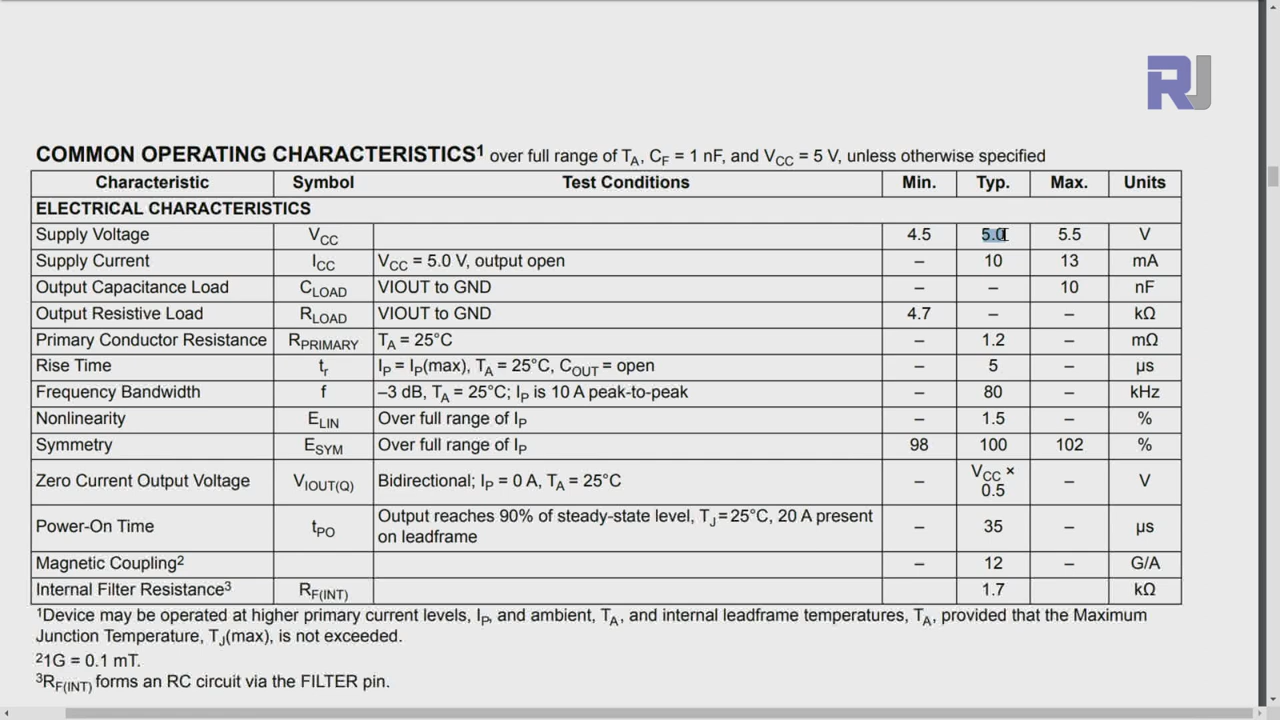 RJ
COMMON OPERATING CHARACTERISTICS¹ over full range of TA, CF = 1 nF, and VCC = 5 V, unless otherwise specified
Characteristic Symbol Test Conditions Min. Typ. Max. Units
ELECTRICAL CHARACTERISTICS
Supply Voltage VCC 4.5 5.0 5.5 V
Supply Current ICC VCC = 5.0 V, output open – 10 13 mA
Output Capacitance Load CLOAD VIOUT to GND – – 10 nF
Output Resistive Load RLOAD VIOUT to GND 4.7 – – kΩ
Primary Conductor Resistance RPRIMARY TA = 25°C – 1.2 – mΩ
Rise Time tr IP = IP(max), TA = 25°C, COUT = open – 5 – µs
Frequency Bandwidth f –3 dB, TA = 25°C; IP is 10 A peak-to-peak – 80 – kHz
Nonlinearity ELIN Over full range of IP – 1.5 – %
Symmetry ESYM Over full range of IP 98 100 102 %
Zero Current Output Voltage VIOUT(Q) Bidirectional; IP = 0 A, TA = 25°C – VCC × – V
0.5
Power-On Time tPO Output reaches 90% of steady-state level, TJ = 25°C, 20 A present – 35 – µs
on leadframe
Magnetic Coupling² – 12 – G/A
Internal Filter Resistance³ RF(INT) 1.7 kΩ
¹Device may be operated at higher primary current levels, IP, and ambient, TA, and internal leadframe temperatures, TA, provided that the Maximum
Junction Temperature, TJ(max), is not exceeded.
²1G = 0.1 mT.
³RF(INT) forms an RC circuit via the FILTER pin.